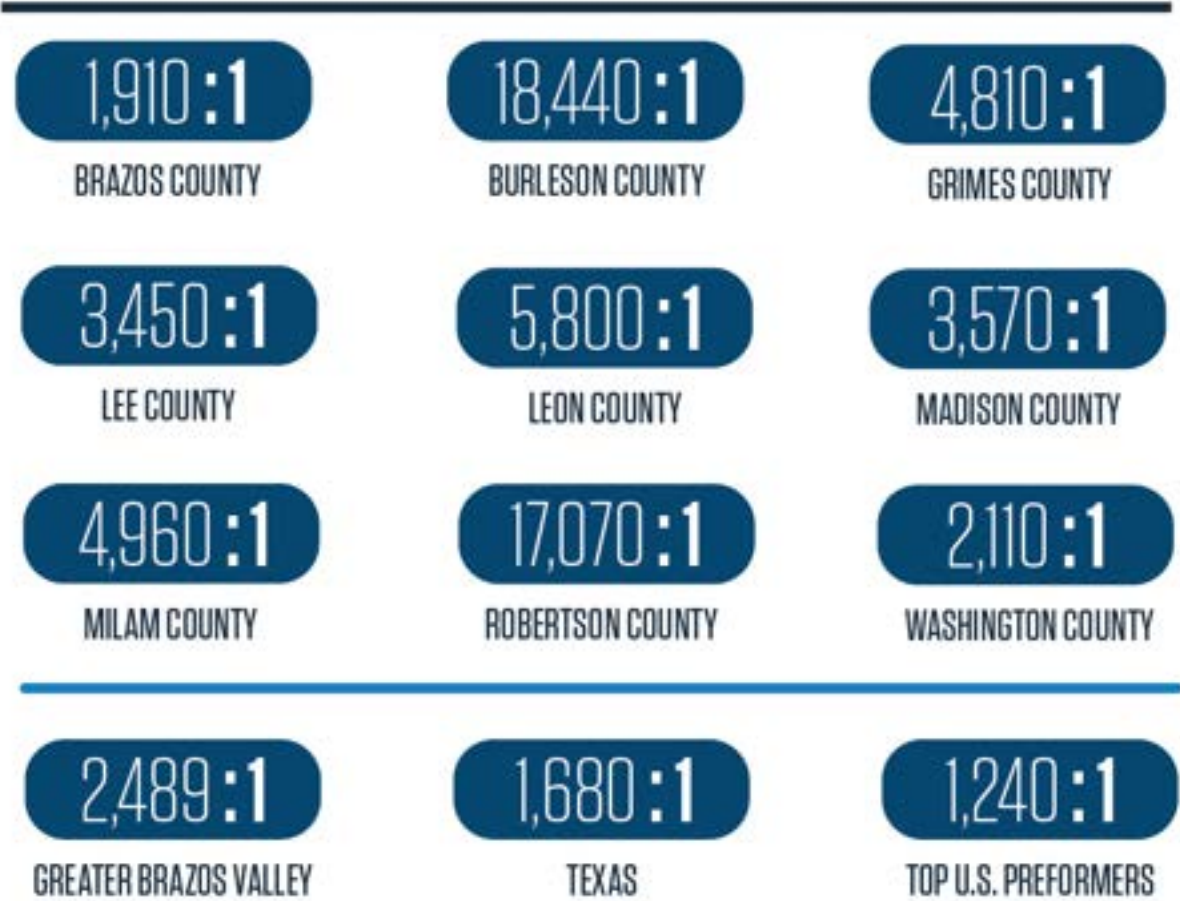 1,910:1
BRAZOS COUNTY
18,440:1
BURLESON COUNTY
4,810:1
GRIMES COUNTY
3,450:1
LEE COUNTY
5,800:1
LEON COUNTY
3,570:1
MADISON COUNTY
4,960:1
MILAM COUNTY
17,070:1
ROBERTSON COUNTY
2,110:1
WASHINGTON COUNTY
2,489:1
GREATER BRAZOS VALLEY
1,680:1
TEXAS
1,240:1
TOP U.S. PREFORMERS